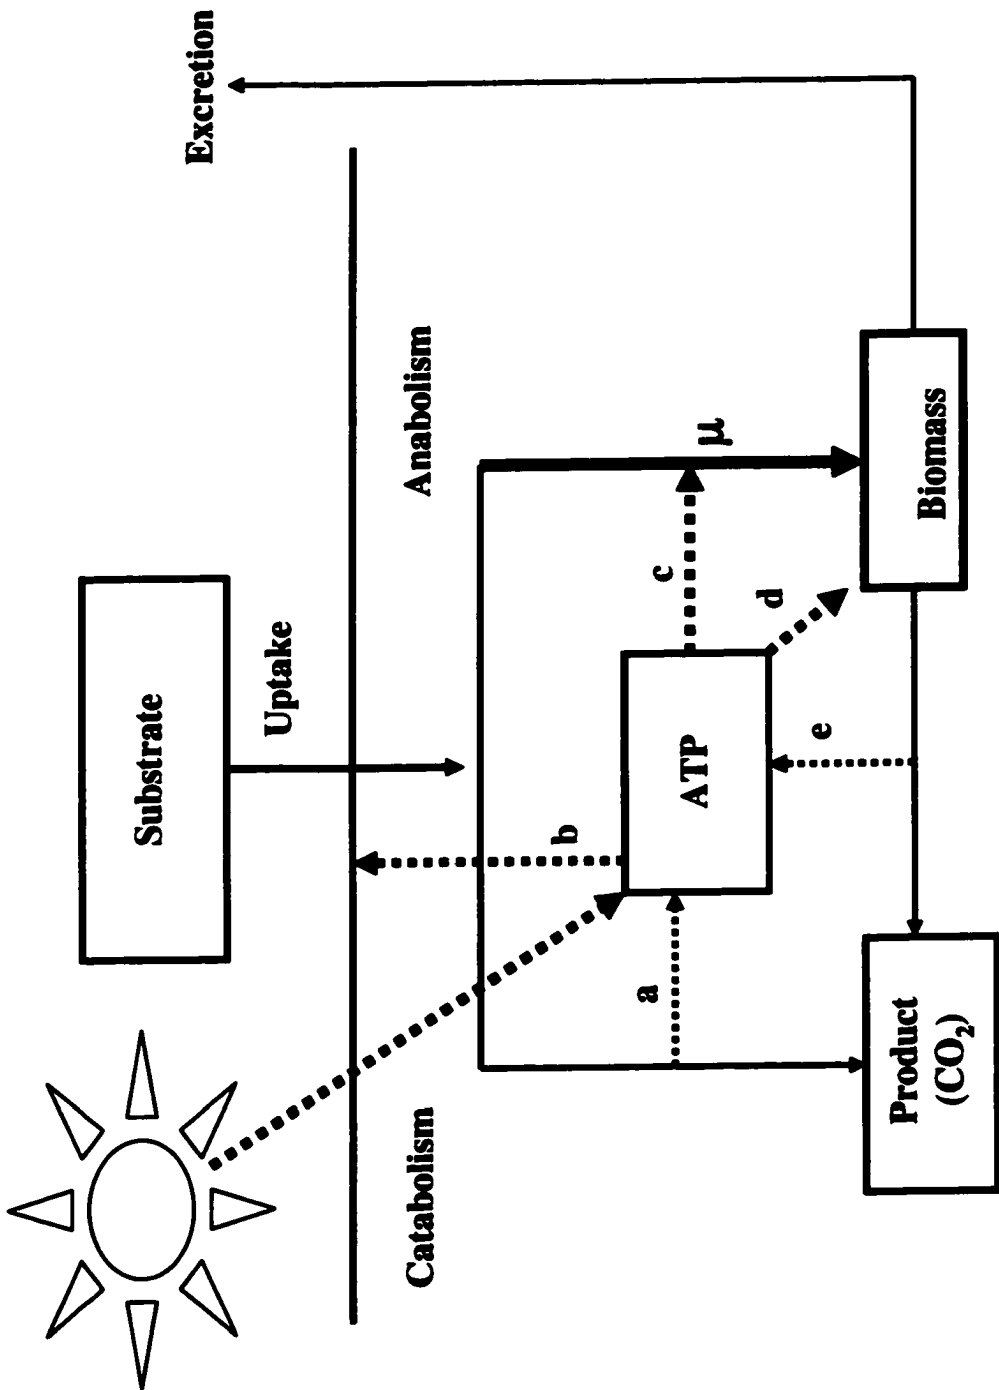 Substrate
Excretion
Uptake
Catabolism
Anabolism
b
a
c
μ
ATP
d
e
Product
(CO₂)
Biomass